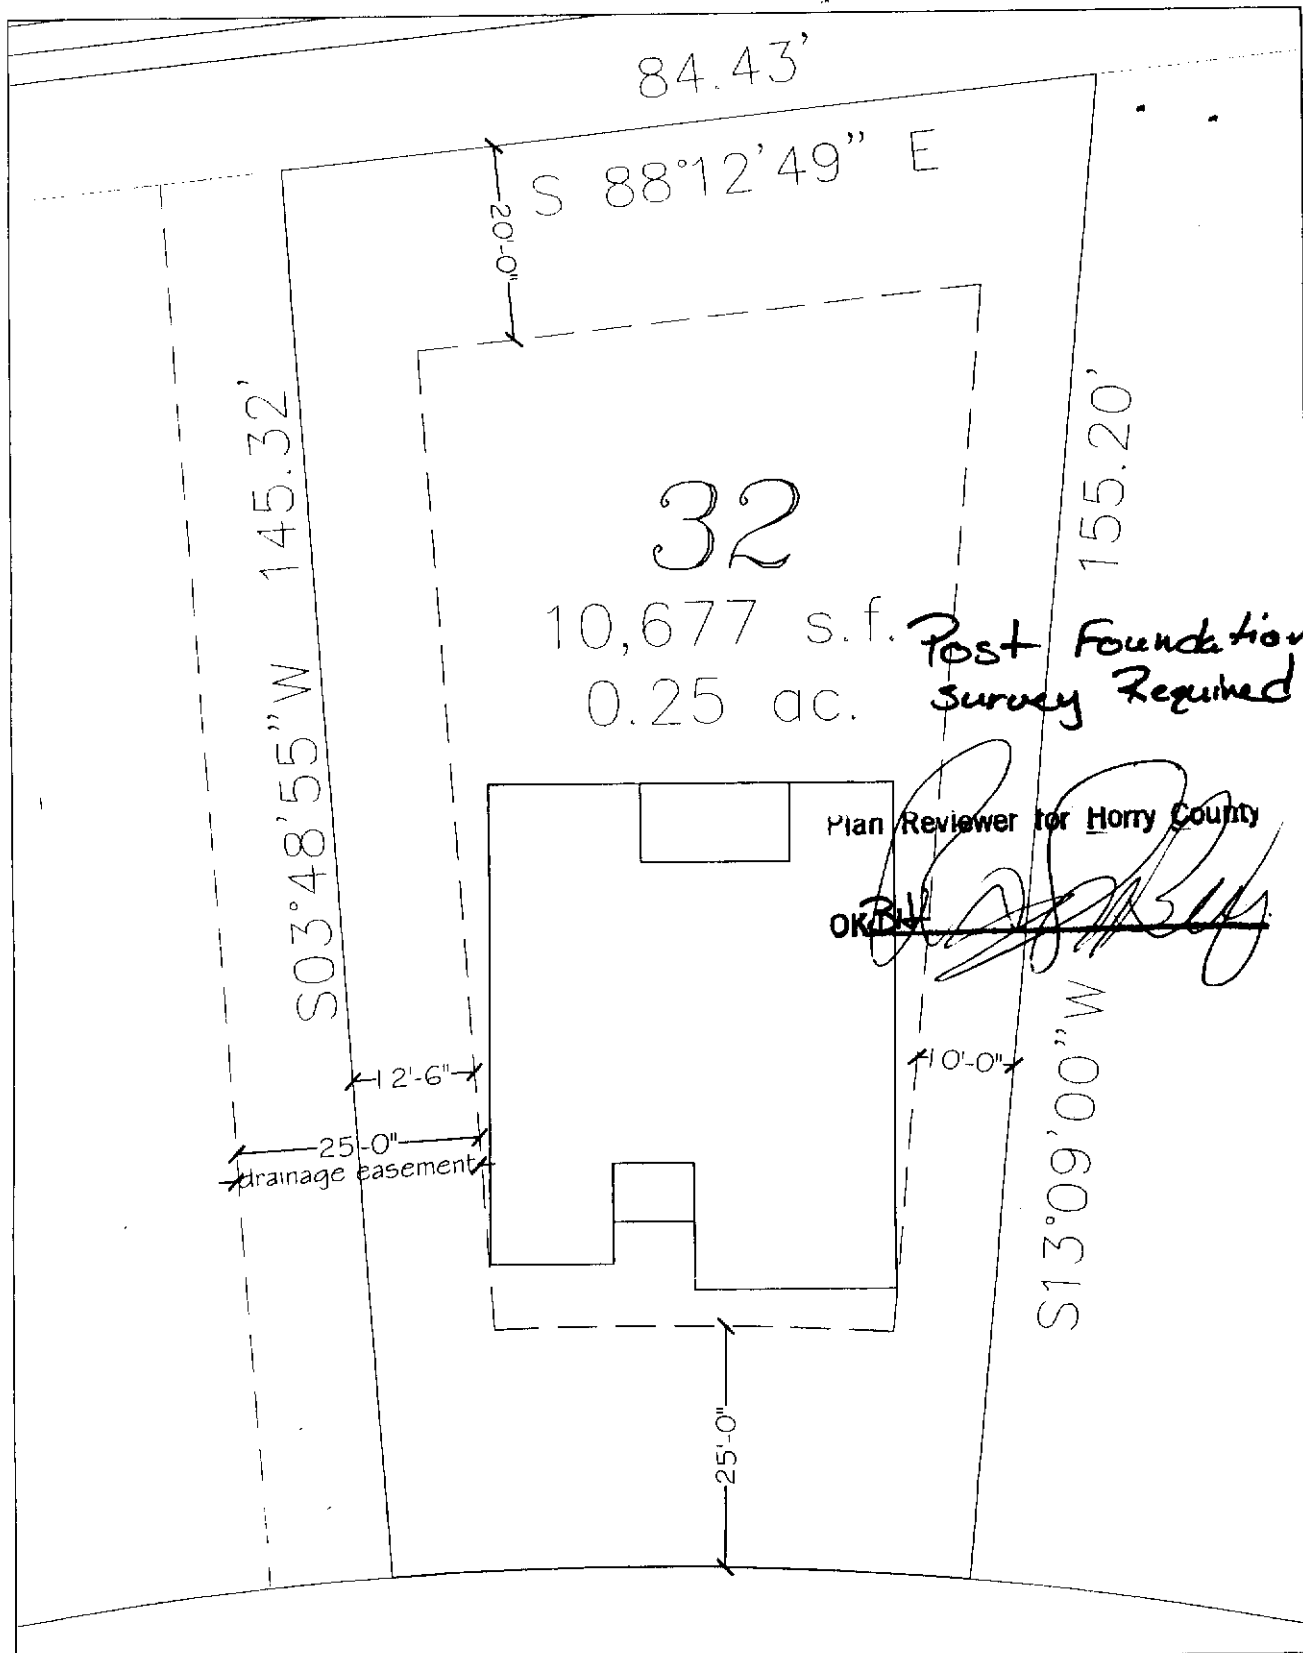 84.43'
S 88°12'49" E
20'-0"
S03°48'55"W 145.32'
155.20'
32
10,677 s.f.
0.25 ac.
Post Foundation
Survey Required
Plan Reviewer for Horry County
OK
12'-6"
10'-0"
S13°09'00"W
25'-0"
drainage easement
25'-0"